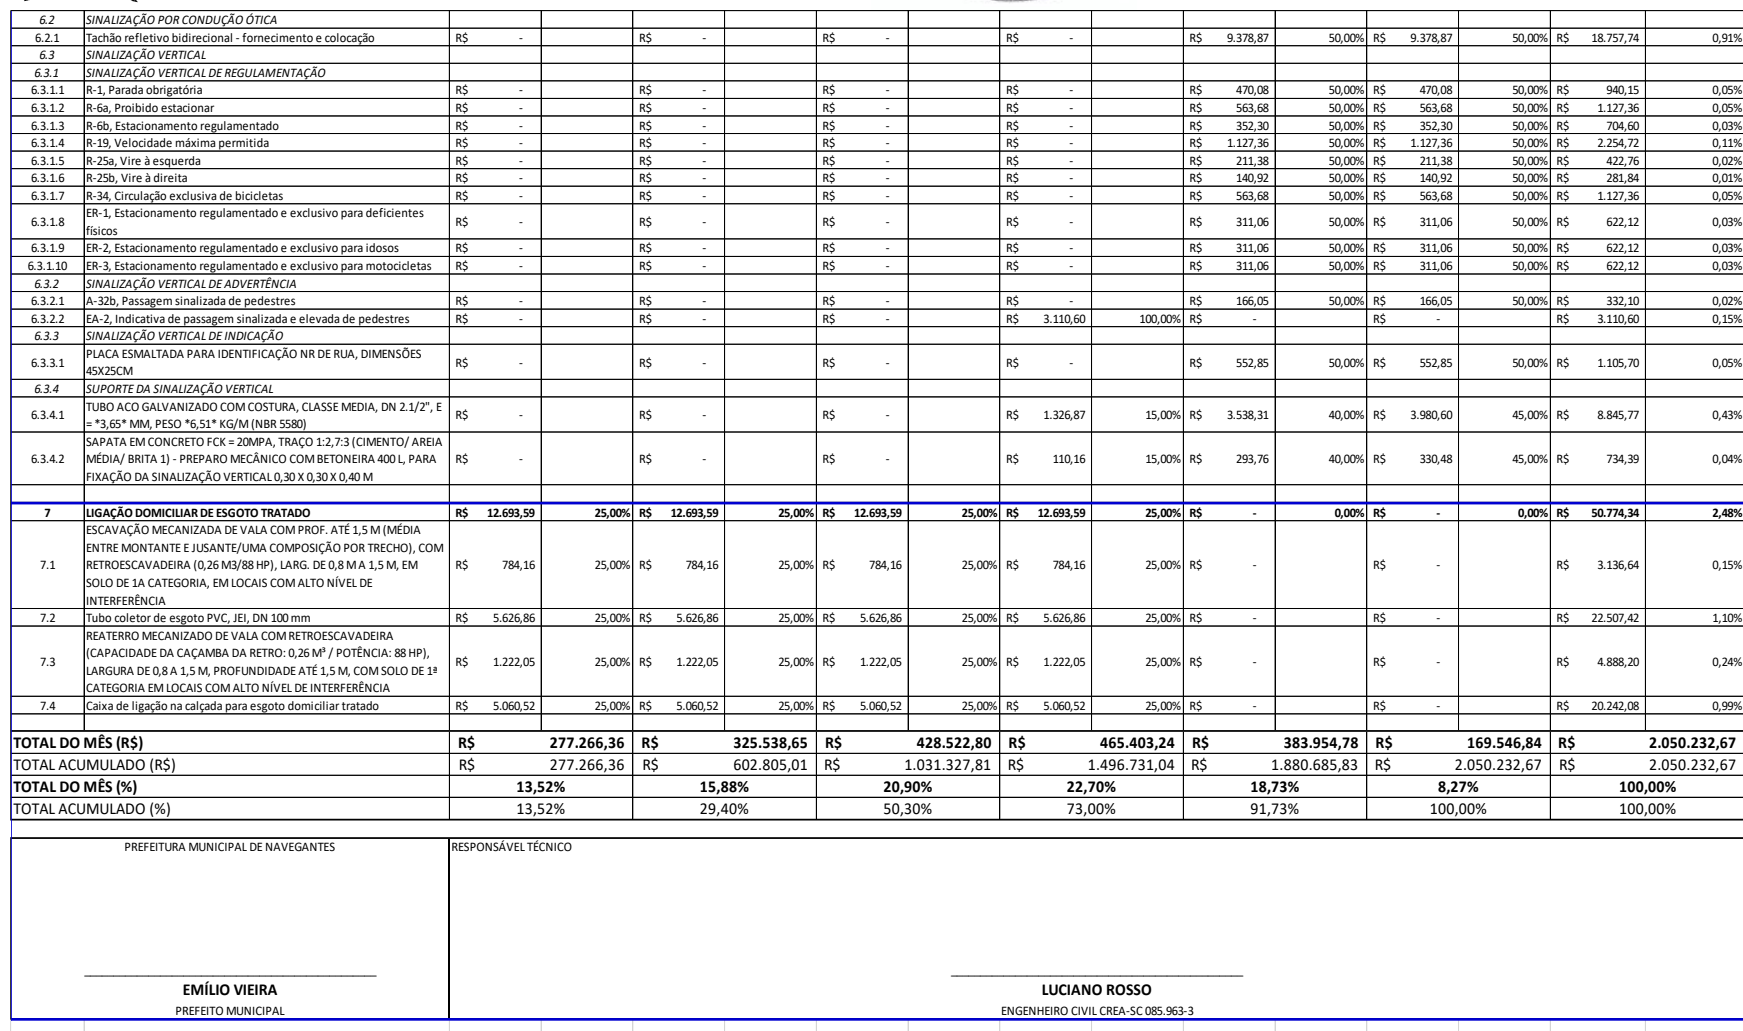 6.2 SINALIZAÇÃO POR CONDUÇÃO ÓTICA
6.2.1 Tachão refletivo bidirecional - fornecimento e colocação R$ - R$ - R$ - R$ - R$ 9.378,87 50,00% R$ 9.378,87 50,00% R$ 18.757,74 0,91%
6.3 SINALIZAÇÃO VERTICAL
6.3.1 SINALIZAÇÃO VERTICAL DE REGULAMENTAÇÃO
6.3.1.1 R-1, Parada obrigatória R$ - R$ - R$ - R$ - R$ 470,08 50,00% R$ 470,08 50,00% R$ 940,15 0,05%
6.3.1.2 R-6a, Proibido estacionar R$ - R$ - R$ - R$ - R$ 563,68 50,00% R$ 563,68 50,00% R$ 1.127,36 0,05%
6.3.1.3 R-6b, Estacionamento regulamentado R$ - R$ - R$ - R$ - R$ 352,30 50,00% R$ 352,30 50,00% R$ 704,60 0,03%
6.3.1.4 R-19, Velocidade máxima permitida R$ - R$ - R$ - R$ - R$ 1.127,36 50,00% R$ 1.127,36 50,00% R$ 2.254,72 0,11%
6.3.1.5 R-25a, Vire à esquerda R$ - R$ - R$ - R$ - R$ 211,38 50,00% R$ 211,38 50,00% R$ 422,76 0,02%
6.3.1.6 R-25b, Vire à direita R$ - R$ - R$ - R$ - R$ 140,92 50,00% R$ 140,92 50,00% R$ 281,84 0,01%
6.3.1.7 R-34, Circulação exclusiva de bicicletas R$ - R$ - R$ - R$ - R$ 563,68 50,00% R$ 563,68 50,00% R$ 1.127,36 0,05%
ER-1, Estacionamento regulamentado e exclusivo para deficientes
6.3.1.8 físicos R$ - R$ - R$ - R$ - R$ 311,06 50,00% R$ 311,06 50,00% R$ 622,12 0,03%
6.3.1.9 ER-2, Estacionamento regulamentado e exclusivo para idosos R$ - R$ - R$ - R$ - R$ 311,06 50,00% R$ 311,06 50,00% R$ 622,12 0,03%
6.3.1.10 ER-3, Estacionamento regulamentado e exclusivo para motocicletas R$ - R$ - R$ - R$ - R$ 311,06 50,00% R$ 311,06 50,00% R$ 622,12 0,03%
6.3.2 SINALIZAÇÃO VERTICAL DE ADVERTÊNCIA
6.3.2.1 A-32b, Passagem sinalizada de pedestres R$ - R$ - R$ - R$ - R$ 166,05 50,00% R$ 166,05 50,00% R$ 332,10 0,02%
6.3.2.2 EA-2, Indicativa de passagem sinalizada e elevada de pedestres R$ - R$ - R$ - R$ 3.110,60 100,00% R$ - R$ - R$ 3.110,60 0,15%
6.3.3 SINALIZAÇÃO VERTICAL DE INDICAÇÃO
PLACA ESMALTADA PARA IDENTIFICAÇÃO NR DE RUA, DIMENSÕES
6.3.3.1 45X25CM R$ - R$ - R$ - R$ - R$ 552,85 50,00% R$ 552,85 50,00% R$ 1.105,70 0,05%
6.3.4 SUPORTE DA SINALIZAÇÃO VERTICAL
TUBO ACO GALVANIZADO COM COSTURA, CLASSE MEDIA, DN 2.1/2", E
6.3.4.1 = *3,65* MM, PESO *6,51* KG/M (NBR 5580) R$ - R$ - R$ - R$ 1.326,87 15,00% R$ 3.538,31 40,00% R$ 3.980,60 45,00% R$ 8.845,77 0,43%
SAPATA EM CONCRETO FCK = 20MPA, TRAÇO 1:2,7:3 (CIMENTO/ AREIA
6.3.4.2 MÉDIA/ BRITA 1) - PREPARO MECÂNICO COM BETONEIRA 400 L, PARA R$ - R$ - R$ - R$ 110,16 15,00% R$ 293,76 40,00% R$ 330,48 45,00% R$ 734,39 0,04%
FIXAÇÃO DA SINALIZAÇÃO VERTICAL 0,30 X 0,30 X 0,40 M
7 LIGAÇÃO DOMICILIAR DE ESGOTO TRATADO R$ 12.693,59 25,00% R$ 12.693,59 25,00% R$ 12.693,59 25,00% R$ 12.693,59 25,00% R$ - 0,00% R$ - 0,00% R$ 50.774,34 2,48%
ESCAVAÇÃO MECANIZADA DE VALA COM PROF. ATÉ 1,5 M (MÉDIA
ENTRE MONTANTE E JUSANTE/UMA COMPOSIÇÃO POR TRECHO), COM
7.1 RETROESCAVADEIRA (0,26 M3/88 HP), LARG. DE 0,8 M A 1,5 M, EM R$ 784,16 25,00% R$ 784,16 25,00% R$ 784,16 25,00% R$ 784,16 25,00% R$ - R$ - R$ 3.136,64 0,15%
SOLO DE 1A CATEGORIA, EM LOCAIS COM ALTO NÍVEL DE
INTERFERÊNCIA
7.2 Tubo coletor de esgoto PVC, JEI, DN 100 mm R$ 5.626,86 25,00% R$ 5.626,86 25,00% R$ 5.626,86 25,00% R$ 5.626,86 25,00% R$ - R$ - R$ 22.507,42 1,10%
REATERRO MECANIZADO DE VALA COM RETROESCAVADEIRA
(CAPACIDADE DA CAÇAMBA DA RETRO: 0,26 M³ / POTÊNCIA: 88 HP),
7.3 LARGURA DE 0,8 A 1,5 M, PROFUNDIDADE ATÉ 1,5 M, COM SOLO DE 1ª R$ 1.222,05 25,00% R$ 1.222,05 25,00% R$ 1.222,05 25,00% R$ 1.222,05 25,00% R$ - R$ - R$ 4.888,20 0,24%
CATEGORIA EM LOCAIS COM ALTO NÍVEL DE INTERFERÊNCIA
7.4 Caixa de ligação na calçada para esgoto domiciliar tratado R$ 5.060,52 25,00% R$ 5.060,52 25,00% R$ 5.060,52 25,00% R$ 5.060,52 25,00% R$ - R$ - R$ 20.242,08 0,99%
TOTAL DO MÊS (R$) R$ 277.266,36 R$ 325.538,65 R$ 428.522,80 R$ 465.403,24 R$ 383.954,78 R$ 169.546,84 R$ 2.050.232,67
TOTAL ACUMULADO (R$) R$ 277.266,36 R$ 602.805,01 R$ 1.031.327,81 R$ 1.496.731,04 R$ 1.880.685,83 R$ 2.050.232,67 R$ 2.050.232,67
TOTAL DO MÊS (%) 13,52% 15,88% 20,90% 22,70% 18,73% 8,27% 100,00%
TOTAL ACUMULADO (%) 13,52% 29,40% 50,30% 73,00% 91,73% 100,00% 100,00%
PREFEITURA MUNICIPAL DE NAVEGANTES RESPONSÁVEL TÉCNICO
EMÍLIO VIEIRA LUCIANO ROSSO
PREFEITO MUNICIPAL ENGENHEIRO CIVIL CREA-SC 085.963-3